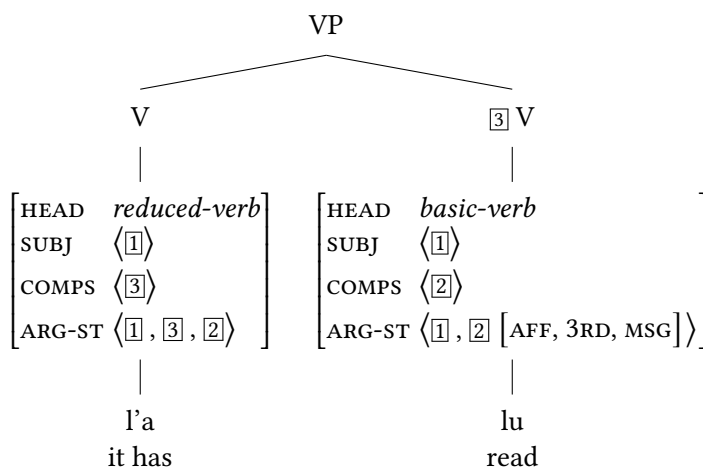 VP
V 3 V
HEAD reduced-verb HEAD basic-verb
SUBJ ⟨1⟩ SUBJ ⟨1⟩
COMPS ⟨3⟩ COMPS ⟨2⟩
ARG-ST ⟨1, 3, 2⟩ ARG-ST ⟨1, 2 [AFF, 3RD, MSG]⟩
l’a lu
it has read